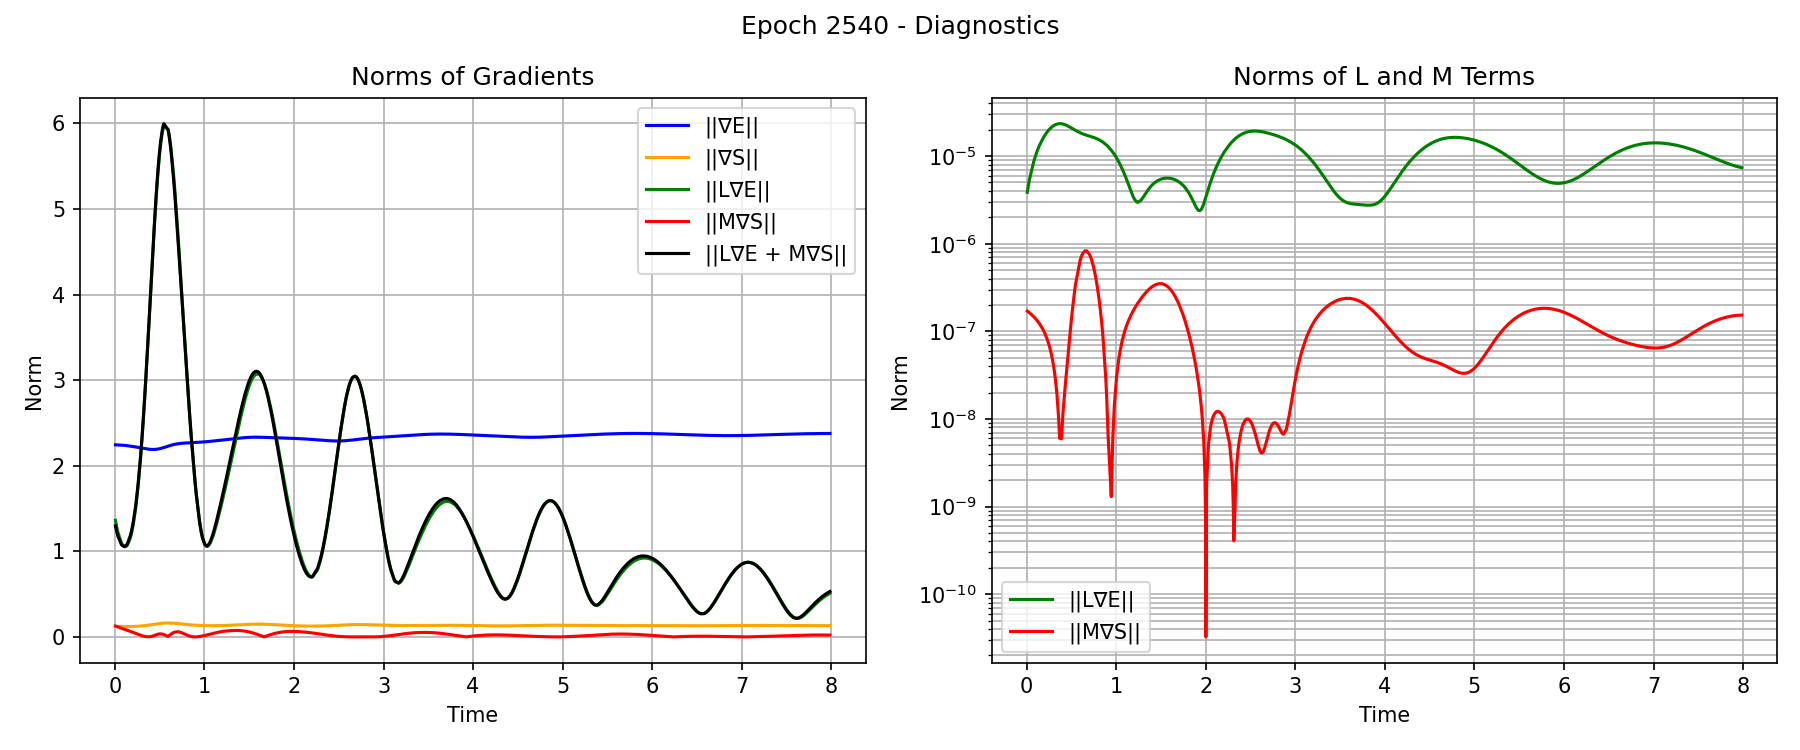 Epoch 2540 - Diagnostics
Norms of Gradients
Norm
6
5
4
3
2
1
0
||∇E||
||∇S||
||L∇E||
||M∇S||
||L∇E + M∇S||
0 1 2 3 4 5 6 7 8
Time
Norms of L and M Terms
Norm
10⁻⁵
10⁻⁶
10⁻⁷
10⁻⁸
10⁻⁹
10⁻¹⁰
||L∇E||
||M∇S||
0 1 2 3 4 5 6 7 8
Time